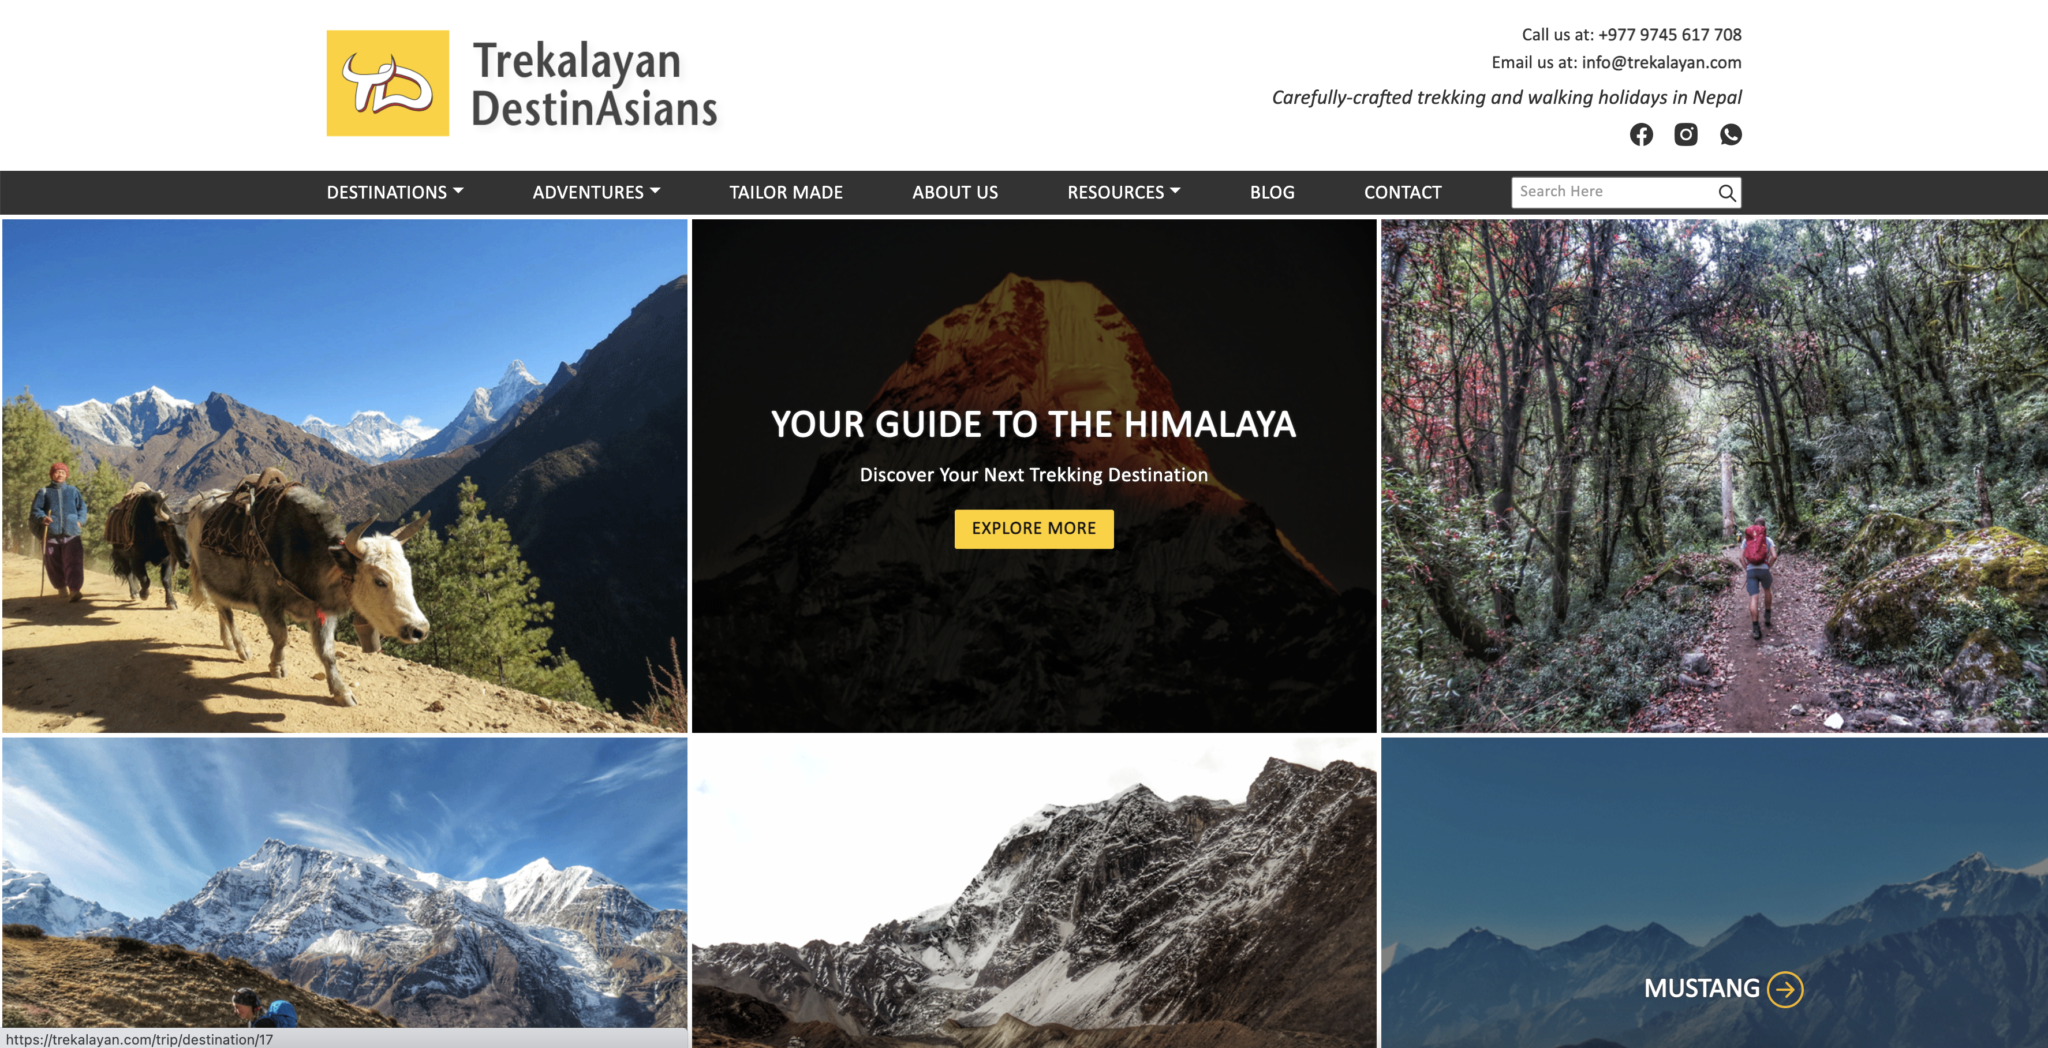 TD
Trekalayan
DestinAsians
Call us at: +977 9745 617 708
Email us at: info@trekalayan.com
Carefully-crafted trekking and walking holidays in Nepal
DESTINATIONS ADVENTURES TAILOR MADE ABOUT US RESOURCES BLOG CONTACT Search Here
YOUR GUIDE TO THE HIMALAYA
Discover Your Next Trekking Destination
EXPLORE MORE
MUSTANG
https://trekalayan.com/trip/destination/17